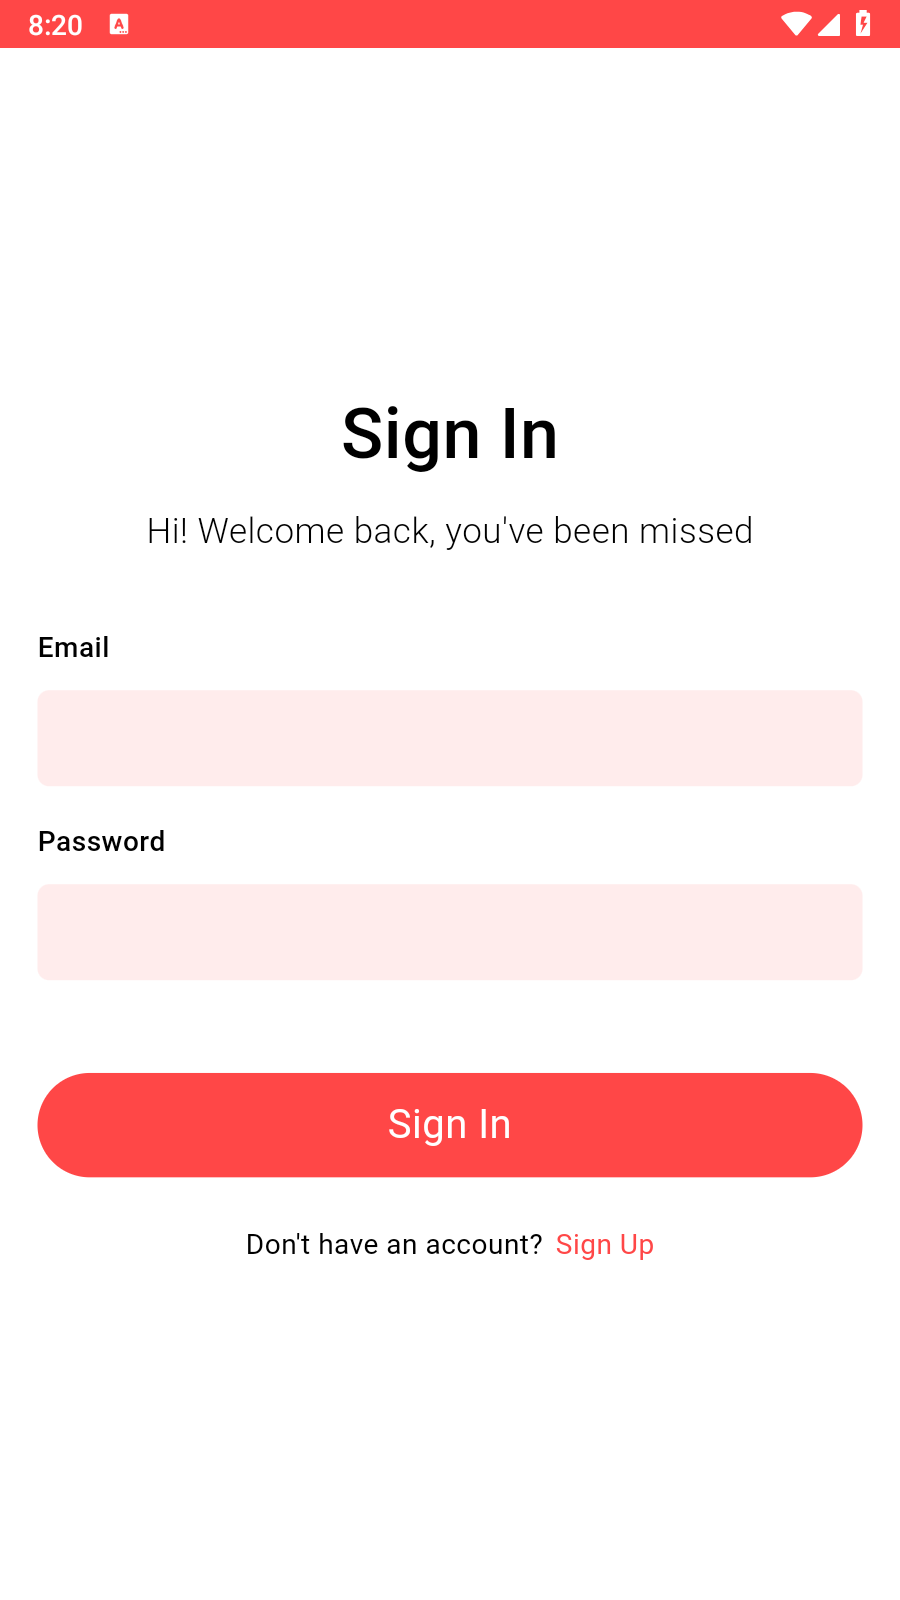 8:20
Sign In
Hi! Welcome back, you've been missed
Email
Password
Sign In
Don't have an account? Sign Up